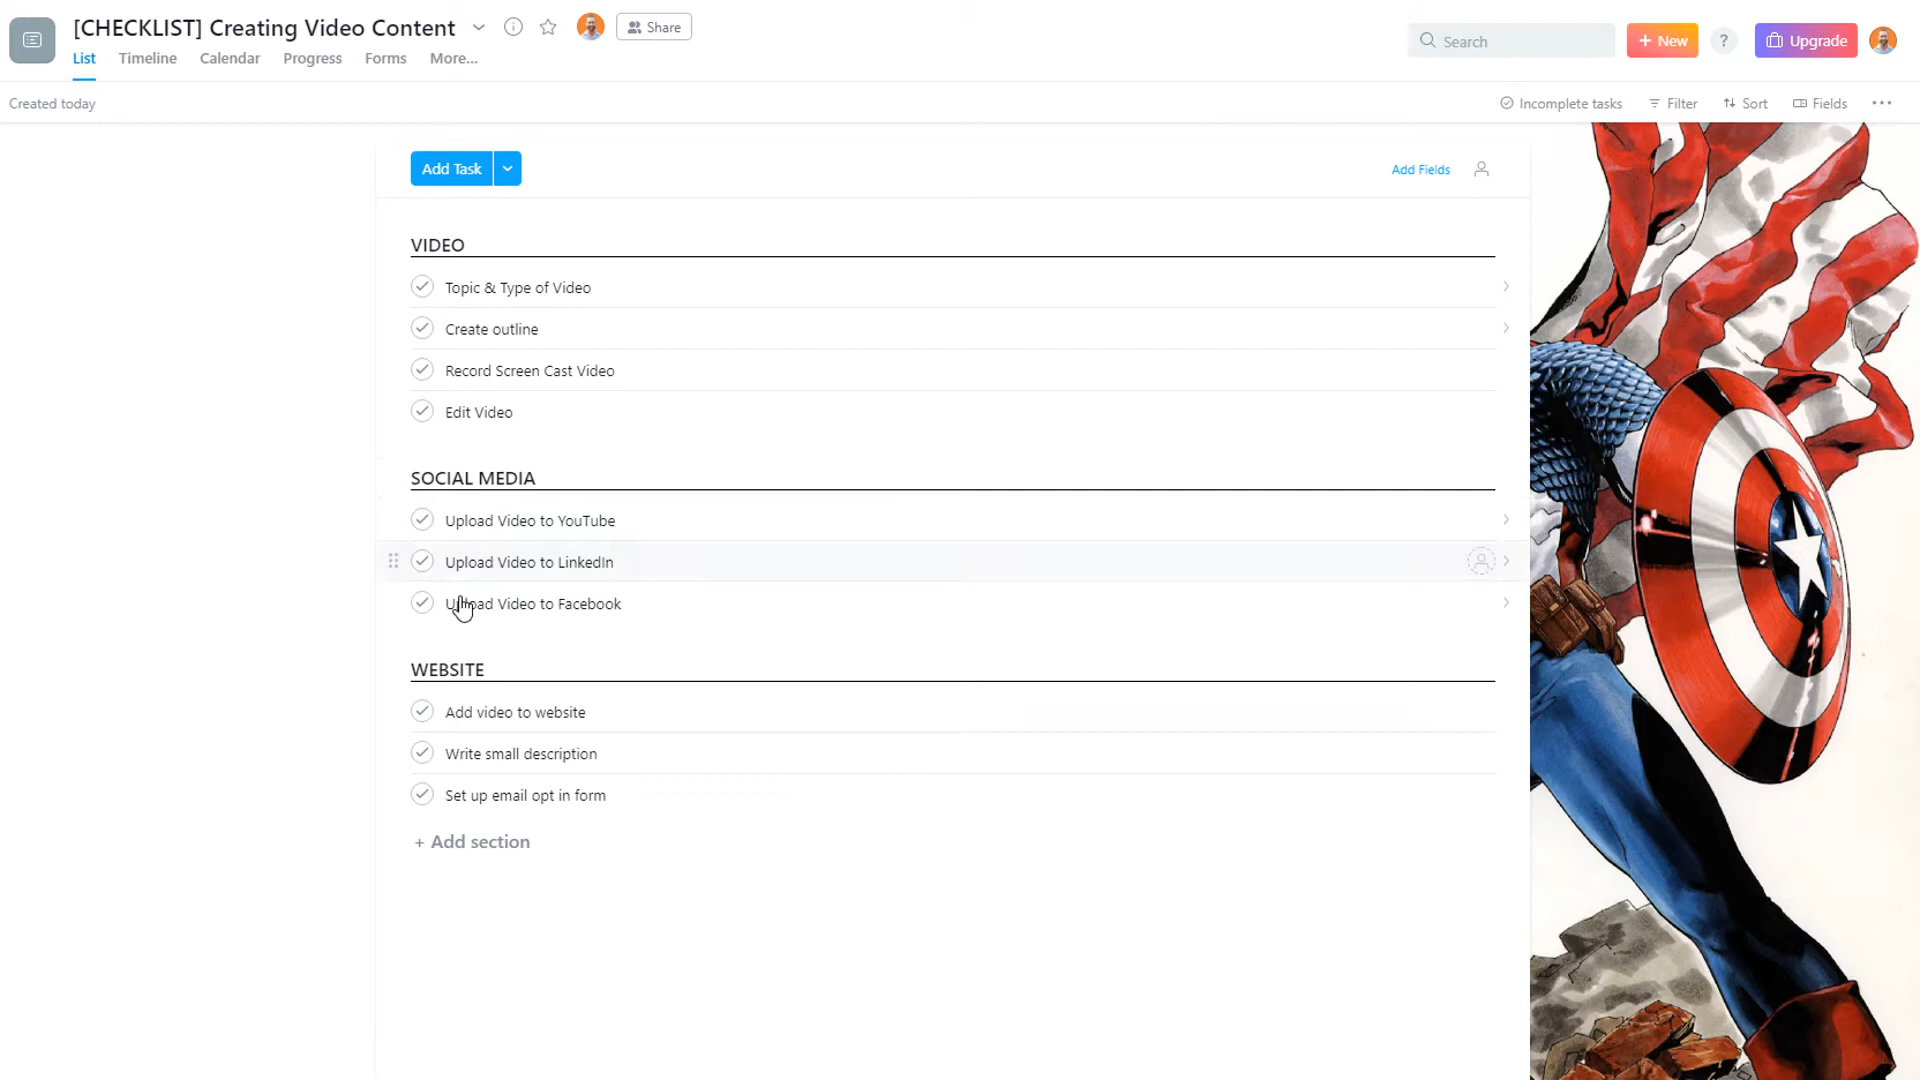 [CHECKLIST] Creating Video Content
Share
Search
+ New
?
Upgrade
List Timeline Calendar Progress Forms More...
Created today
Incomplete tasks Filter Sort Fields
Add Task
Add Fields
VIDEO
Topic & Type of Video
Create outline
Record Screen Cast Video
Edit Video
SOCIAL MEDIA
Upload Video to YouTube
Upload Video to LinkedIn
Upload Video to Facebook
WEBSITE
Add video to website
Write small description
Set up email opt in form
+ Add section